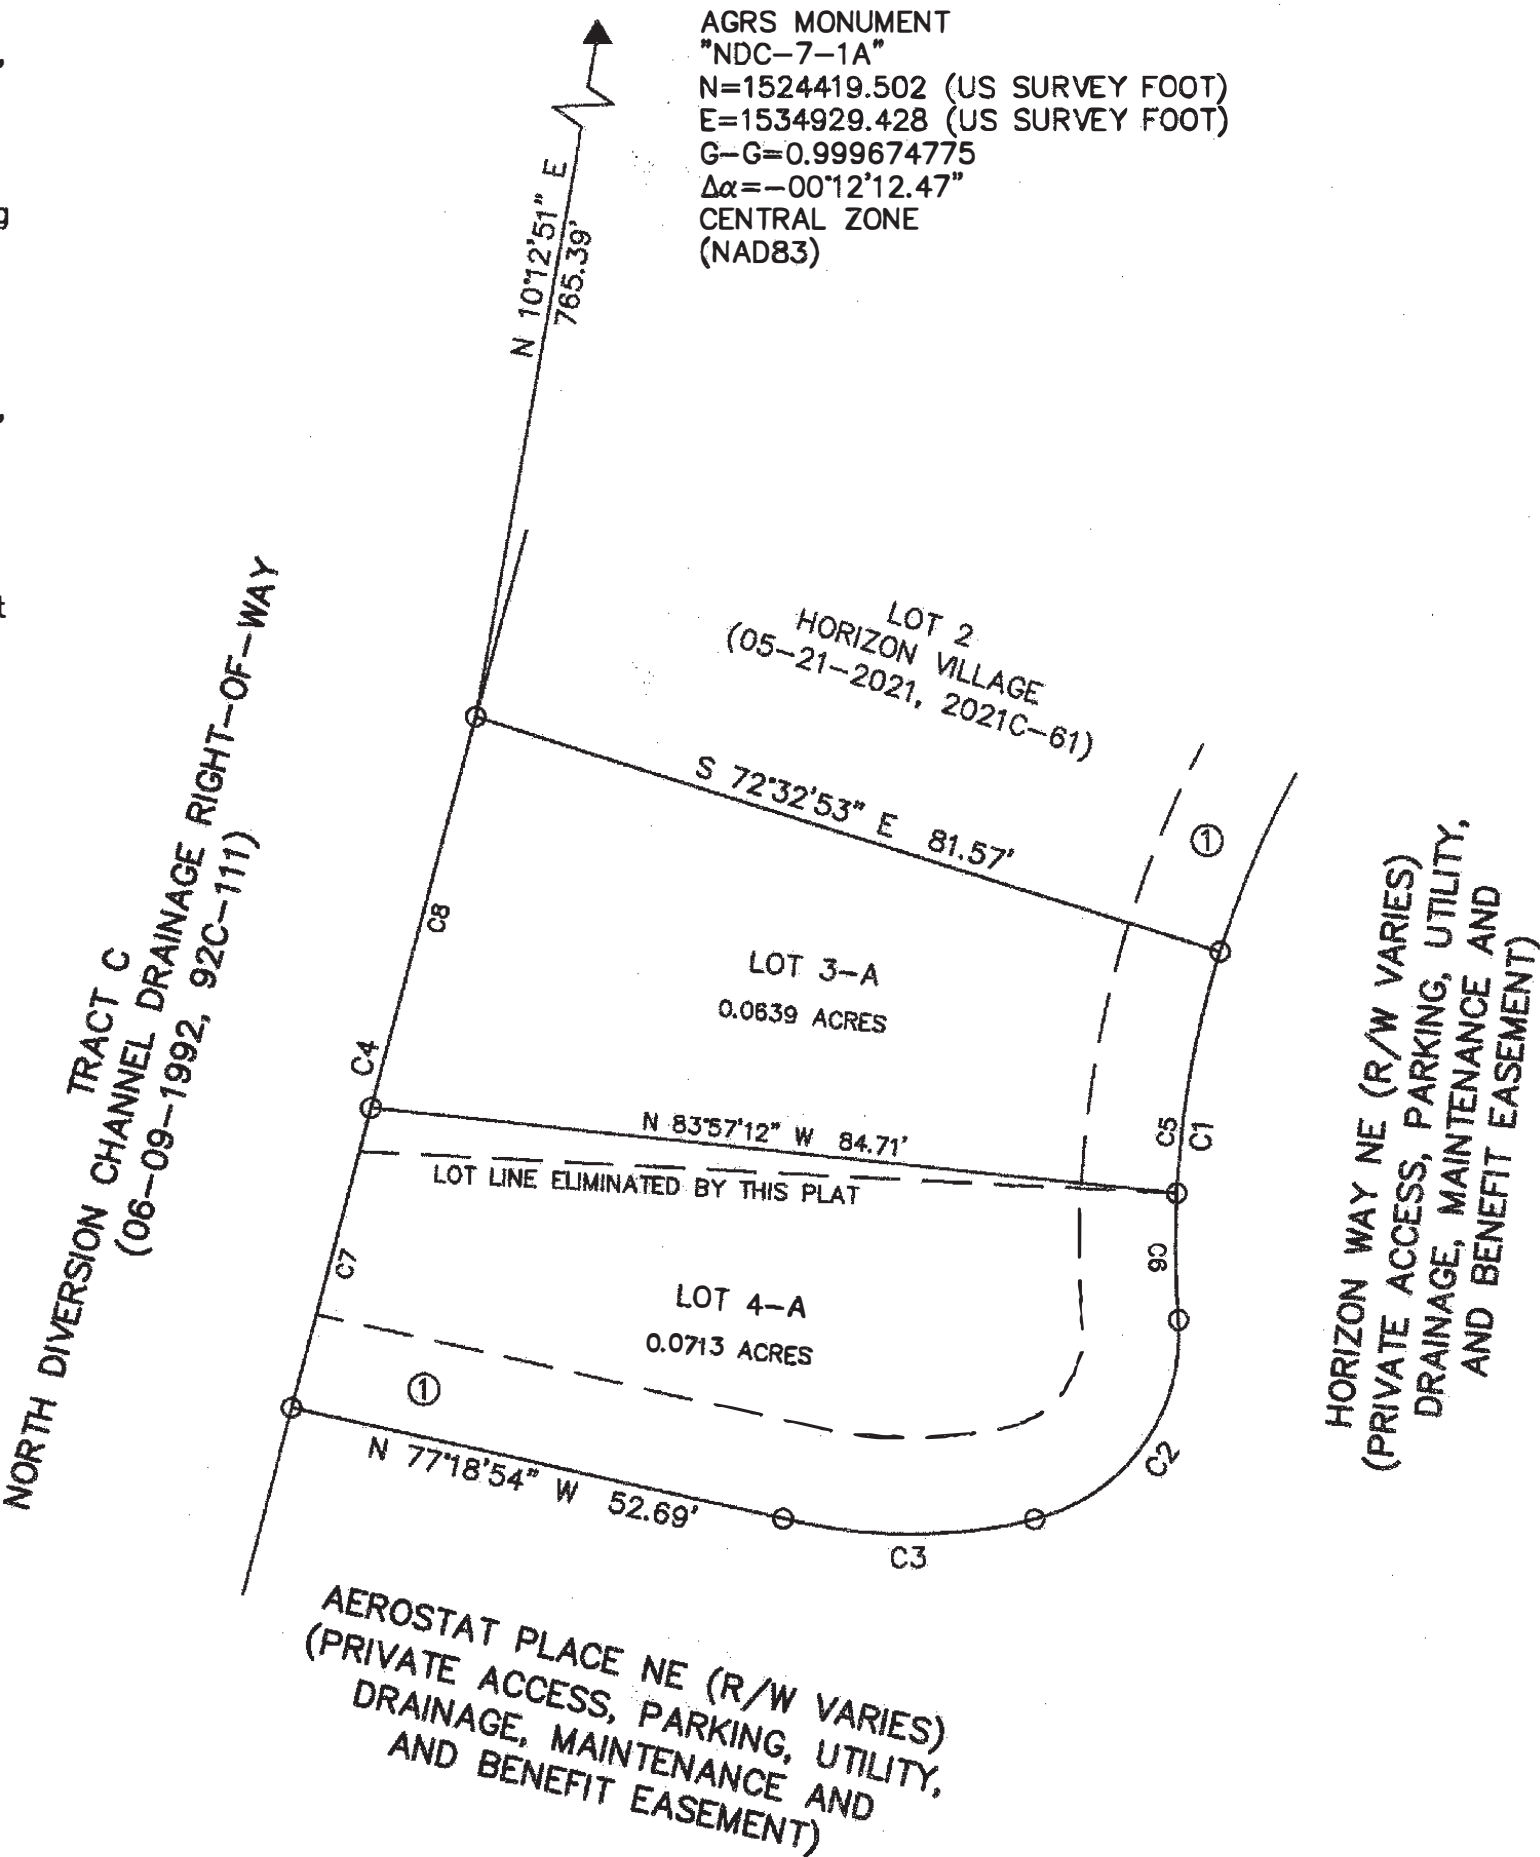 AGRS MONUMENT
"NDC-7-1A"
N=1524419.502 (US SURVEY FOOT)
E=1534929.428 (US SURVEY FOOT)
G-G=0.999674775
Δα=-00°12'12.47"
CENTRAL ZONE
(NAD83)
N 10°12'51" E
765.39'
g
t
LOT 2
HORIZON VILLAGE
(05-21-2021, 2021C-61)
S 72°32'53" E 81.57'
1
C8
LOT 3-A
0.0639 ACRES
TRACT C
NORTH DIVERSION CHANNEL DRAINAGE RIGHT-OF-WAY
(06-09-1992, 92C-111)
C4
N 83°57'12" W 84.71'
LOT LINE ELIMINATED BY THIS PLAT
C5
C1
C6
C7
LOT 4-A
0.0713 ACRES
1
N 77°18'54" W 52.69'
C2
C3
HORIZON WAY NE (R/W VARIES)
(PRIVATE ACCESS, PARKING, UTILITY,
DRAINAGE, MAINTENANCE AND
AND BENEFIT EASEMENT)
AEROSTAT PLACE NE (R/W VARIES)
(PRIVATE ACCESS, PARKING, UTILITY,
DRAINAGE, MAINTENANCE AND
AND BENEFIT EASEMENT)